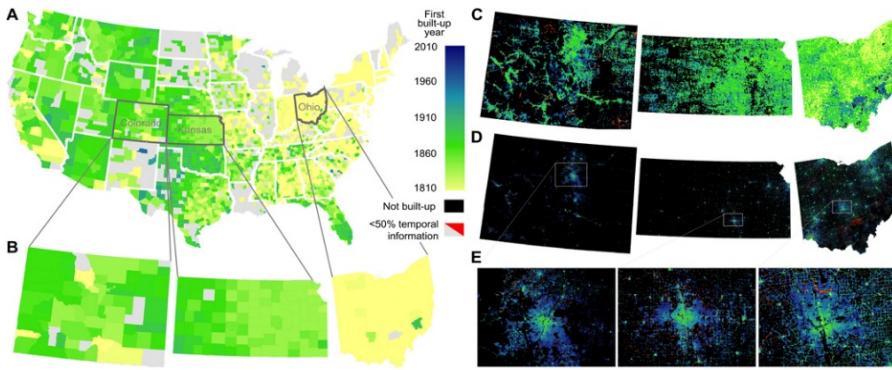 A
First
built-up
year
2010
1960
1910
1860
1810
Not built-up
<50% temporal
information
Colorado
Kansas
Ohio
B
C
D
E